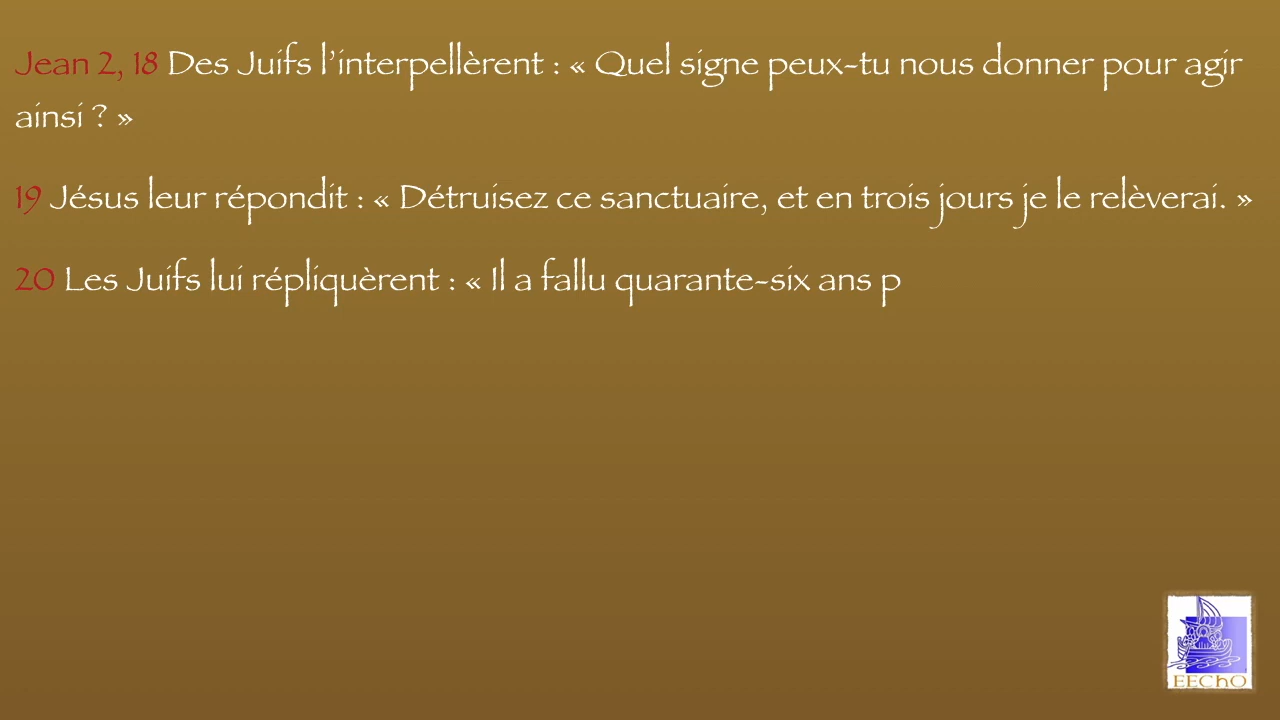 Jean 2, 18 Des Juifs l’interpellèrent : « Quel signe peux-tu nous donner pour agir
ainsi ? »
19 Jésus leur répondit : « Détruisez ce sanctuaire, et en trois jours je le relèverai. »
20 Les Juifs lui répliquèrent : « Il a fallu quarante-six ans p
EEChO